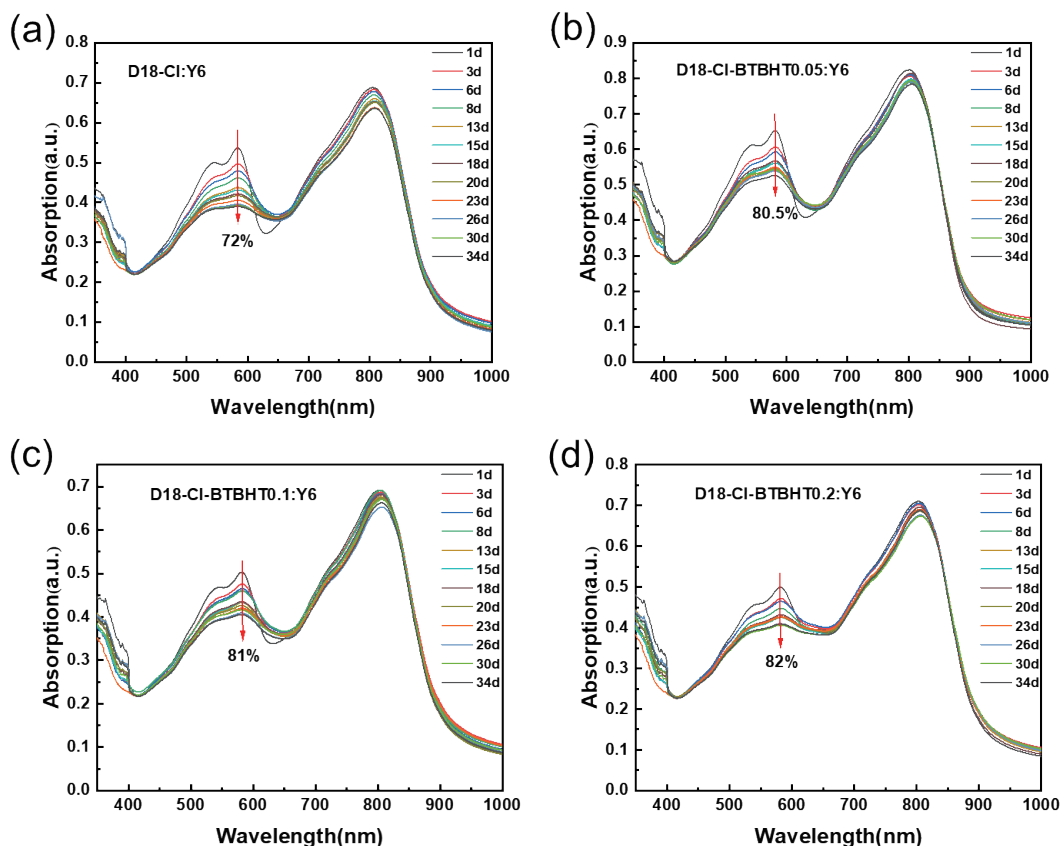 (a)
D18-Cl:Y6
0.8
0.7
0.6
0.5
0.4
0.3
0.2
0.1
0.0
Absorption(a.u.)
72%
1d
3d
6d
8d
13d
15d
18d
20d
23d
26d
30d
34d
400 500 600 700 800 900 1000
Wavelength(nm)
(b)
D18-Cl-BTBHT0.05:Y6
0.9
0.8
0.7
0.6
0.5
0.4
0.3
0.2
0.1
0.0
Absorption(a.u.)
80.5%
1d
3d
6d
8d
13d
15d
18d
20d
23d
26d
30d
34d
400 500 600 700 800 900 1000
Wavelength(nm)
(c)
D18-Cl-BTBHT0.1:Y6
0.7
0.6
0.5
0.4
0.3
0.2
0.1
0.0
Absorption(a.u.)
81%
1d
3d
6d
8d
13d
15d
18d
20d
23d
26d
30d
34d
400 500 600 700 800 900 1000
Wavelength(nm)
(d)
D18-Cl-BTBHT0.2:Y6
0.8
0.7
0.6
0.5
0.4
0.3
0.2
0.1
0.0
Absorption(a.u.)
82%
1d
3d
6d
8d
13d
15d
18d
20d
23d
26d
30d
34d
400 500 600 700 800 900 1000
Wavelength(nm)